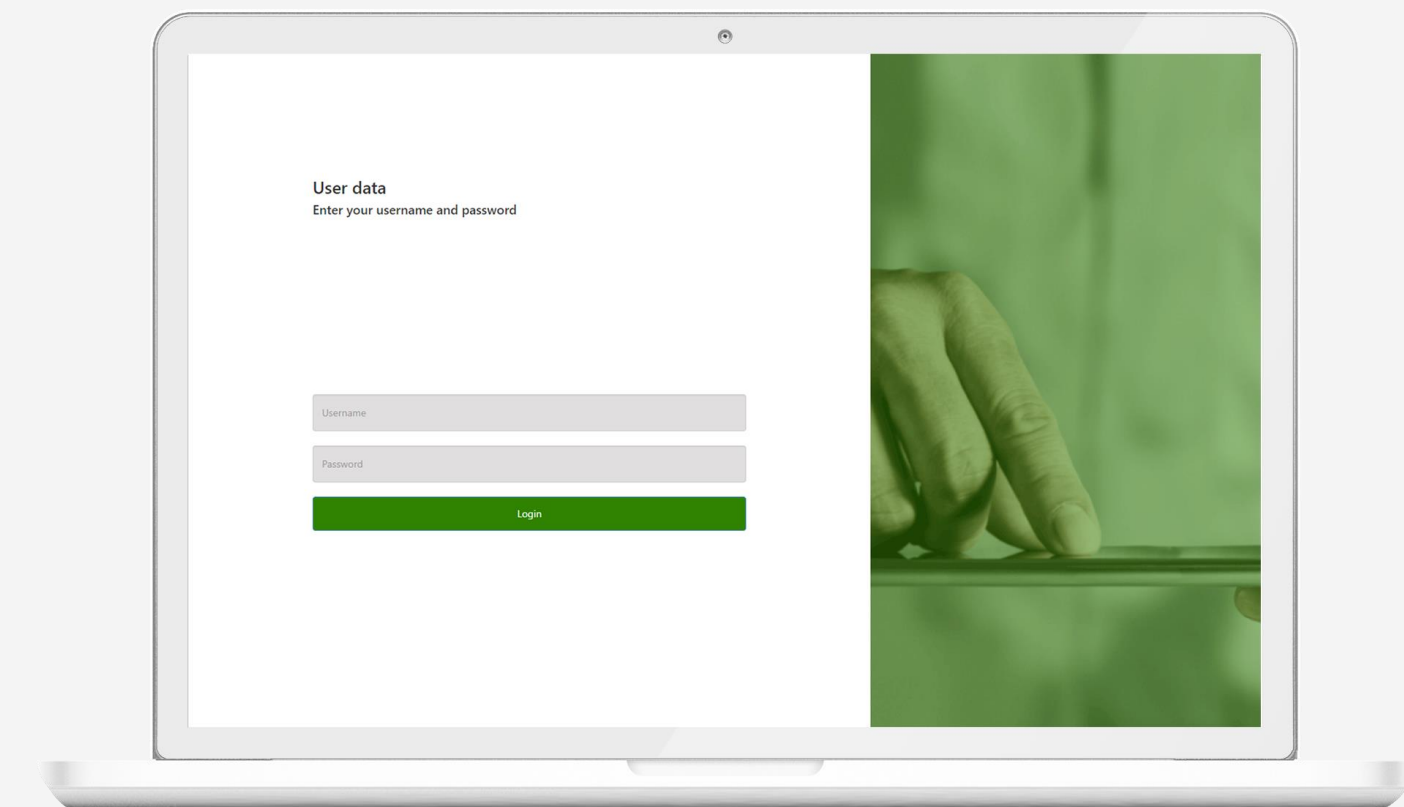 User data
Enter your username and password
Username
Password
Login